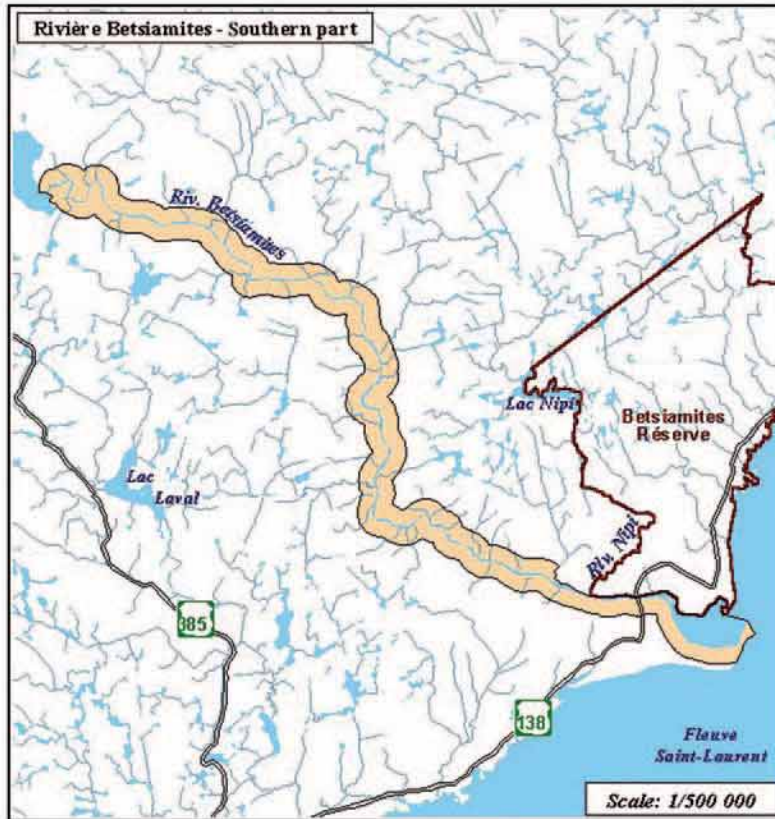 Rivière Betsiamites - Southern part
Riv. Betsiamites
Lac Nipi
Betsiamites
Réserve
Lac
Laval
Riv. Nipi
385
138
Fleuve
Saint-Laurent
Scale: 1/500 000